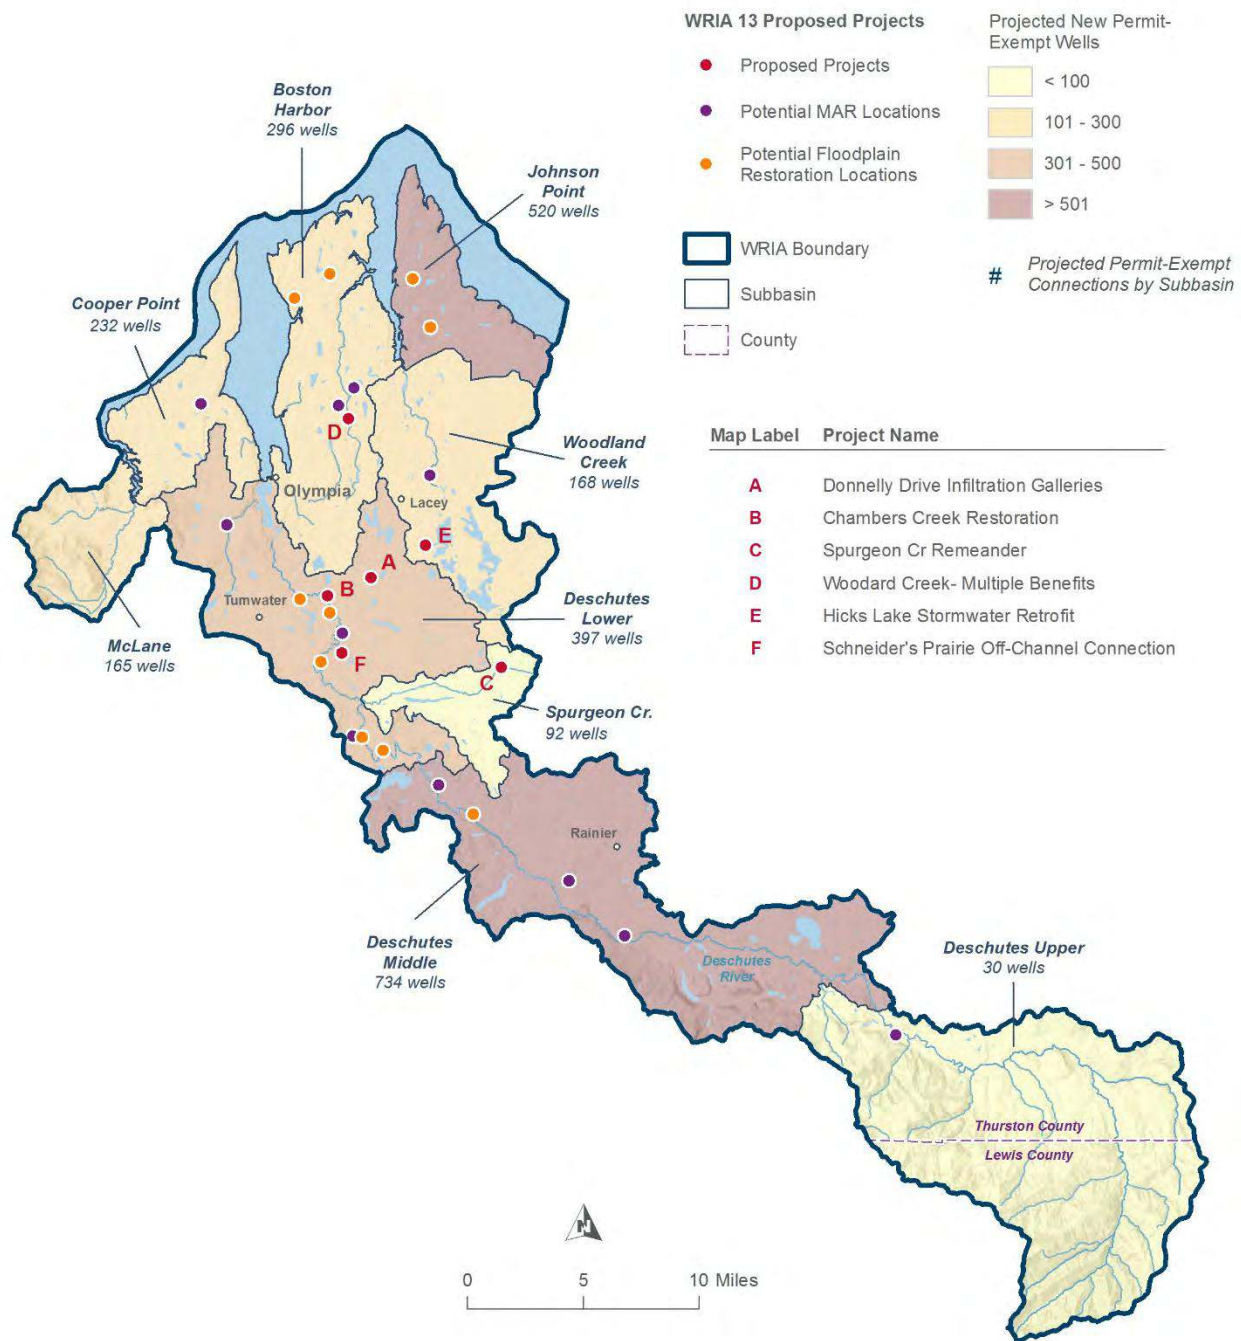 WRIA 13 Proposed Projects
Proposed Projects
Potential MAR Locations
Potential Floodplain
Restoration Locations
WRIA Boundary
Subbasin
County
Projected New Permit-
Exempt Wells
< 100
101 - 300
301 - 500
> 501
# Projected Permit-Exempt
Connections by Subbasin
Boston
Harbor
296 wells
Johnson
Point
520 wells
Cooper Point
232 wells
D
Woodland
Creek
168 wells
Olympia
Lacey
E
A
B
Tumwater
Deschutes
Lower
397 wells
McLane
165 wells
F
C
Spurgeon Cr.
92 wells
Rainier
Deschutes
Middle
734 wells
Deschutes
River
Deschutes Upper
30 wells
Thurston County
Lewis County
Map Label Project Name
A Donnelly Drive Infiltration Galleries
B Chambers Creek Restoration
C Spurgeon Cr Remeander
D Woodard Creek- Multiple Benefits
E Hicks Lake Stormwater Retrofit
F Schneider's Prairie Off-Channel Connection
N
0 5 10 Miles